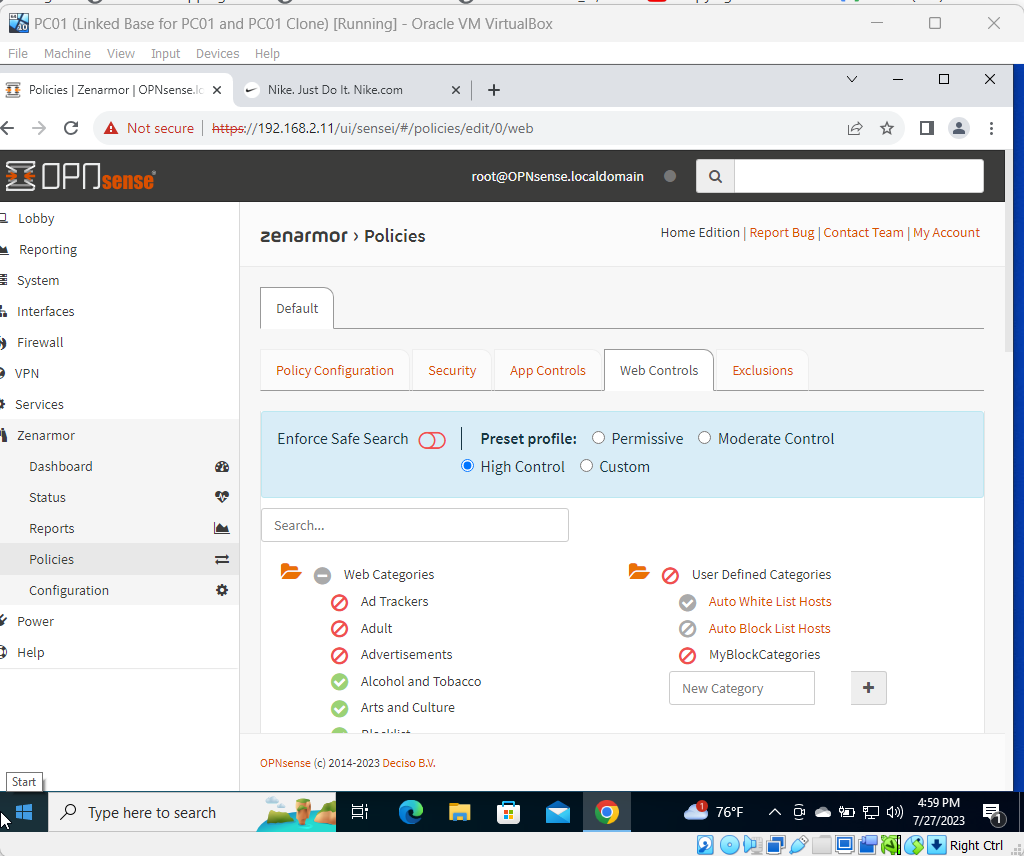 PC01 (Linked Base for PC01 and PC01 Clone) [Running] - Oracle VM VirtualBox
File Machine View Input Devices Help
Policies | Zenarmor | OPNsense.lc
Nike. Just Do It. Nike.com
Not secure | https://192.168.2.11/ui/sensei/#/policies/edit/0/web
OPNsense
root@OPNsense.localdomain
Lobby
Reporting
System
Interfaces
Firewall
VPN
Services
Zenarmor
Dashboard
Status
Reports
Policies
Configuration
Power
Help
zenarmor › Policies
Home Edition | Report Bug | Contact Team | My Account
Default
Policy Configuration Security App Controls Web Controls Exclusions
Enforce Safe Search Preset profile: Permissive Moderate Control
High Control Custom
Search...
Web Categories
Ad Trackers
Adult
Advertisements
Alcohol and Tobacco
Arts and Culture
Blacklist
User Defined Categories
Auto White List Hosts
Auto Block List Hosts
MyBlockCategories
New Category
OPNsense (c) 2014-2023 Deciso B.V.
Start
Type here to search
1
76°F
4:59 PM
7/27/2023
1
Right Ctrl